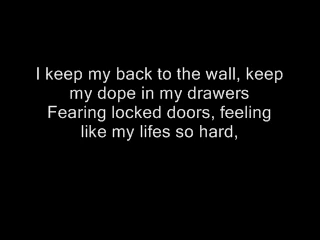 I keep my back to the wall, keep
my dope in my drawers
Fearing locked doors, feeling
like my lifes so hard,